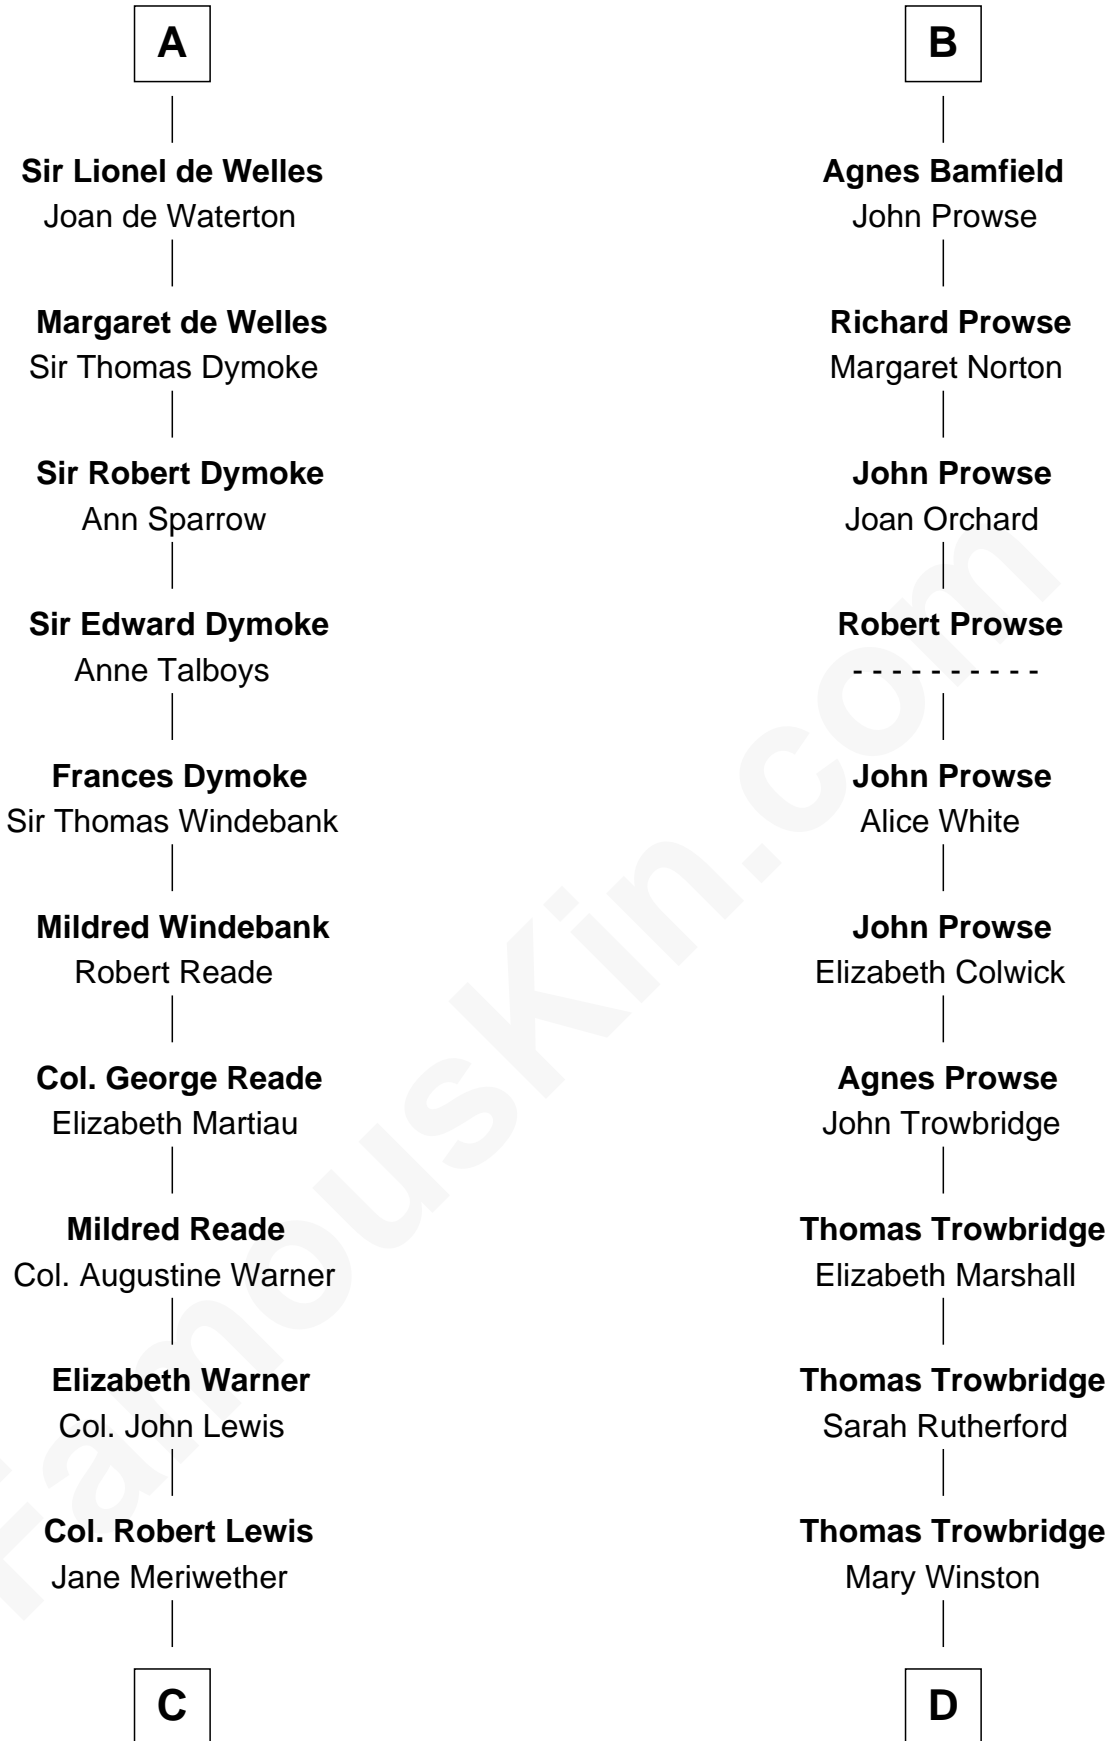 A
Sir Lionel de Welles
Joan de Waterton
Margaret de Welles
Sir Thomas Dymoke
Sir Robert Dymoke
Ann Sparrow
Sir Edward Dymoke
Anne Talboys
Frances Dymoke
Sir Thomas Windebank
Mildred Windebank
Robert Reade
Col. George Reade
Elizabeth Martiau
Mildred Reade
Col. Augustine Warner
Elizabeth Warner
Col. John Lewis
Col. Robert Lewis
Jane Meriwether
C
B
Agnes Bamfield
John Prowse
Richard Prowse
Margaret Norton
John Prowse
Joan Orchard
Robert Prowse
- - - - - - - - - -
John Prowse
Alice White
John Prowse
Elizabeth Colwick
Agnes Prowse
John Trowbridge
Thomas Trowbridge
Elizabeth Marshall
Thomas Trowbridge
Sarah Rutherford
Thomas Trowbridge
Mary Winston
D
FamousKin.com